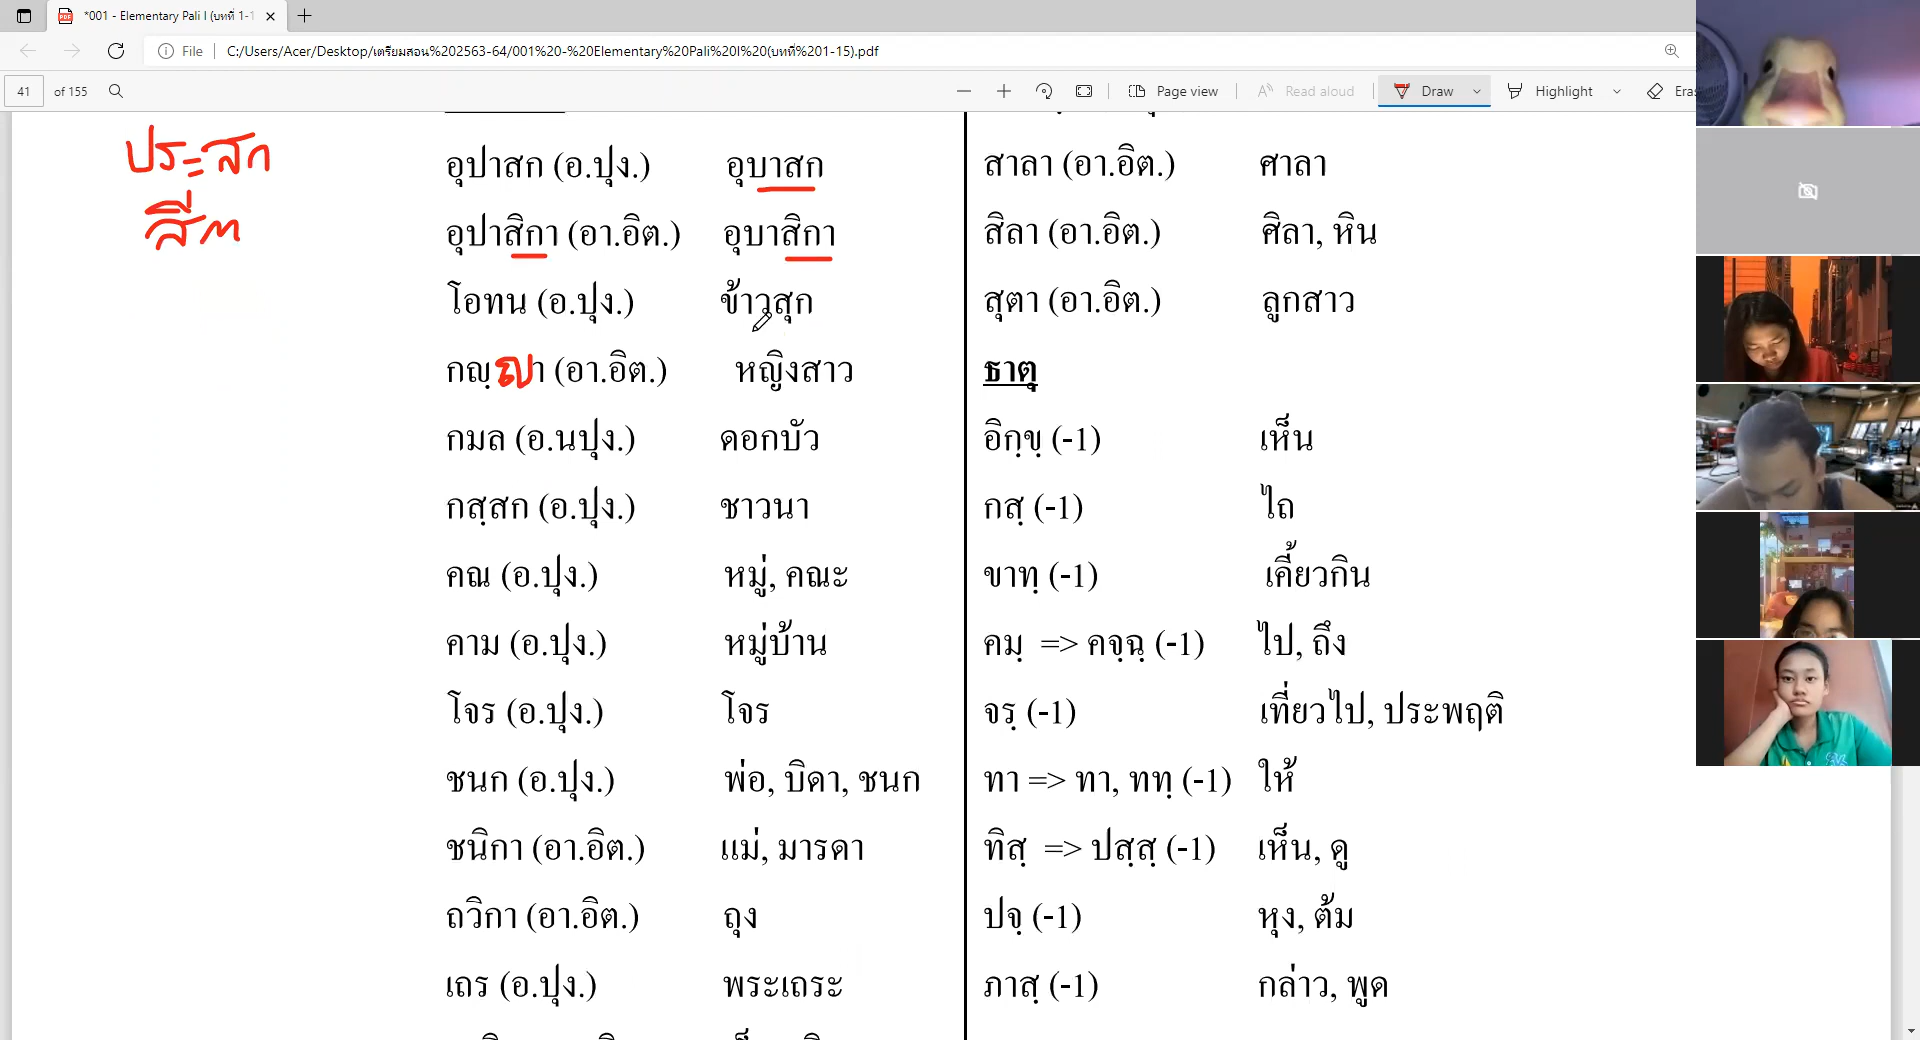 *001 - Elementary Pali I (บทที่ 1-1
File C:/Users/Acer/Desktop/เตรียมสอน%202563-64/001%20-%20Elementary%20Pali%20I%20(บทที่%201-15).pdf
41 of 155 Page view Read aloud Draw Highlight Eras
ประสก
สีกา
อุปาสก (อ.ปุง.) อุบาสก
อุปาสิกา (อา.อิต.) อุบาสิกา
โอทน (อ.ปุง.) ข้าวสุก
กญฺญา (อา.อิต.) หญิงสาว
กมล (อ.นปุง.) ดอกบัว
กสฺสก (อ.ปุง.) ชาวนา
คณ (อ.ปุง.) หมู่, คณะ
คาม (อ.ปุง.) หมู่บ้าน
โจร (อ.ปุง.) โจร
ชนก (อ.ปุง.) พ่อ, บิดา, ชนก
ชนิกา (อา.อิต.) แม่, มารดา
ถวิกา (อา.อิต.) ถุง
เถร (อ.ปุง.) พระเถระ
สาลา (อา.อิต.) ศาลา
สิลา (อา.อิต.) ศิลา, หิน
สุตา (อา.อิต.) ลูกสาว
ธาตุ
อิกฺขฺ (-1) เห็น
กสฺ (-1) ไถ
ขาทฺ (-1) เคี้ยวกิน
คมฺ => คจฺฉฺ (-1) ไป, ถึง
จรฺ (-1) เที่ยวไป, ประพฤติ
ทา => ทา, ททฺ (-1) ให้
ทิสฺ => ปสฺสฺ (-1) เห็น, ดู
ปจฺ (-1) หุง, ต้ม
ภาสฺ (-1) กล่าว, พูด